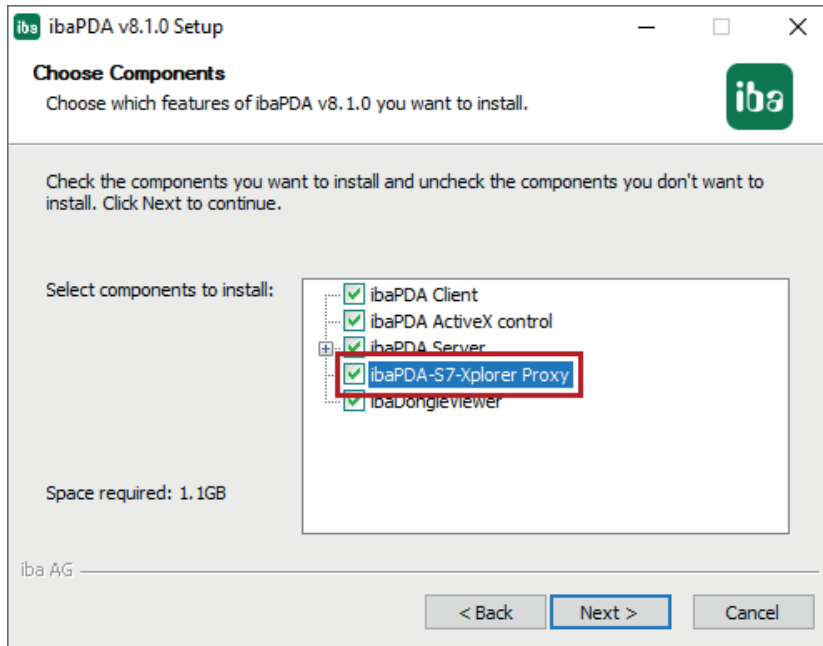 iba ibaPDA v8.1.0 Setup
Choose Components
Choose which features of ibaPDA v8.1.0 you want to install.
iba
Check the components you want to install and uncheck the components you don't want to
install. Click Next to continue.
Select components to install:
ibaPDA Client
ibaPDA ActiveX control
ibaPDA Server
ibaPDA-S7-Xplorer Proxy
ibaDongleViewer
Space required: 1.1GB
iba AG
< Back Next > Cancel